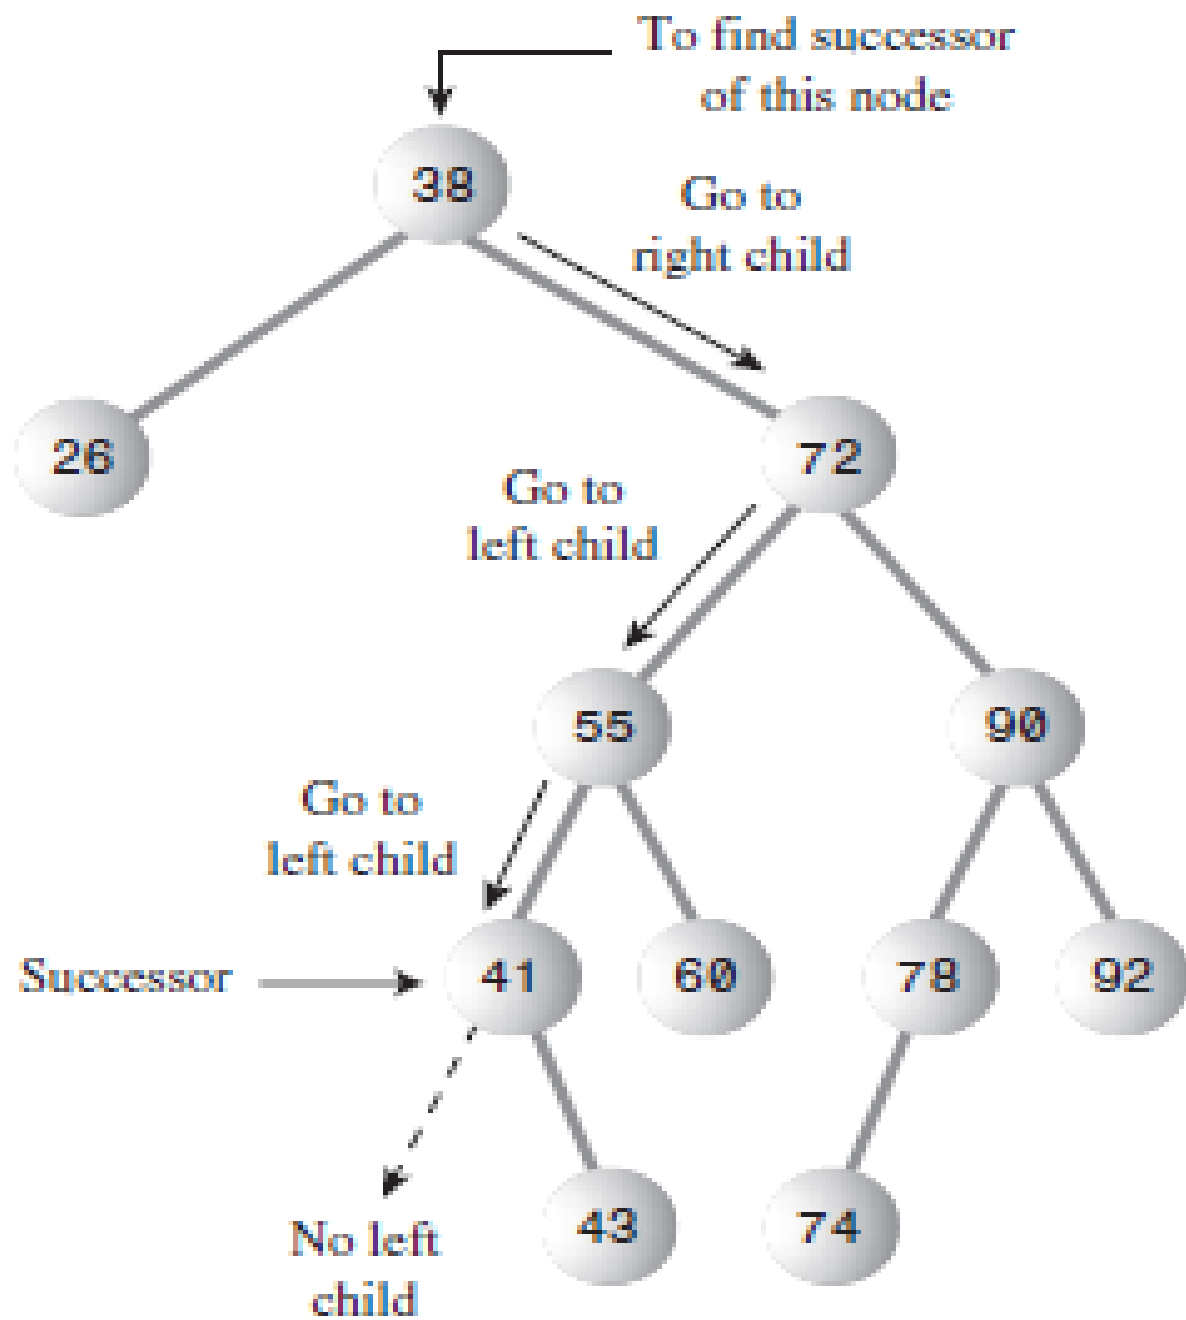 To find successor
of this node
38
Go to
right child
26
72
Go to
left child
55
90
Go to
left child
Successor
41
60
78
92
43
74
No left
child